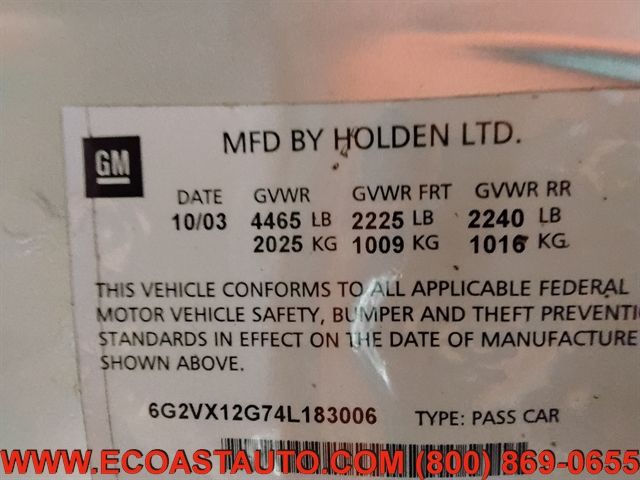 GM
MFD BY HOLDEN LTD.
DATE GVWR GVWR FRT GVWR RR
10/03 4465 LB 2225 LB 2240 LB
2025 KG 1009 KG 1016 KG
THIS VEHICLE CONFORMS TO ALL APPLICABLE FEDERAL
MOTOR VEHICLE SAFETY, BUMPER AND THEFT PREVENTI
STANDARDS IN EFFECT ON THE DATE OF MANUFACTURE
SHOWN ABOVE.
6G2VX12G74L183006 TYPE: PASS CAR
WWW.ECOASTAUTO.COM (800) 869-0655